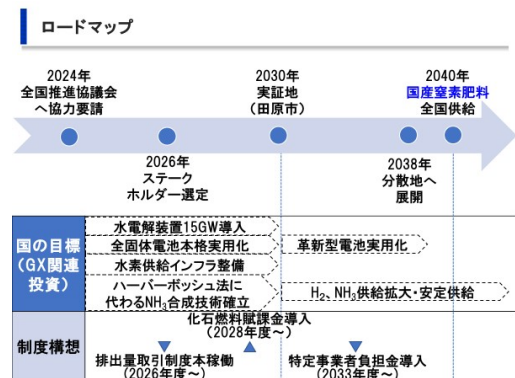 ロードマップ
2024年
全国推進協議会
へ協力要請
2030年
実証地
(田原市)
2040年
国産窒素肥料
全国供給
2026年
ステーク
ホルダー選定
2038年
分散地へ
展開
国の目標
(GX関連
投資)
水電解装置15GW導入
全固体電池本格実用化
革新型電池実用化
水素供給インフラ整備
ハーバーボッシュ法に
代わるNH₃合成技術確立
H₂、NH₃供給拡大・安定供給
制度構想
化石燃料賦課金導入
(2028年度~)
排出量取引制度本稼働
(2026年度~)
特定事業者負担金導入
(2033年度~)